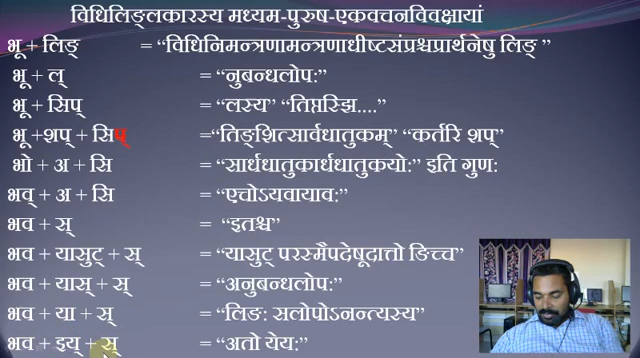 विधिलिङ्लकारस्य मध्यम-पुरुष-एकवचनविवक्षायां
भू + लिङ् = “विधिनिमन्त्रणामन्त्रणाधीष्टसंप्रश्नप्रार्थनेषु लिङ् ”
भू + ल् = “नुबन्धलोप:”
भू + सिप् = “लस्य” “तिप्तस्झि....”
भू +शप् + सिप् =“तिङ्शित्सार्वधातुकम्” “कर्तरि शप्”
भो + अ + सि = “सार्धधातुकार्धधातुकयो:” इति गुण:
भव् + अ + सि = “एचोऽयवायाव:”
भव + स् = “इतश्च”
भव + यासुट् + स् = “यासुट् परस्मैपदेषूदात्तो ङिच्च”
भव + यास् + स् = “अनुबन्धलोप:”
भव + या + स् = “लिङ: सलोपोऽनन्त्यस्य”
भव + इय् + स् = “अतो येय:”